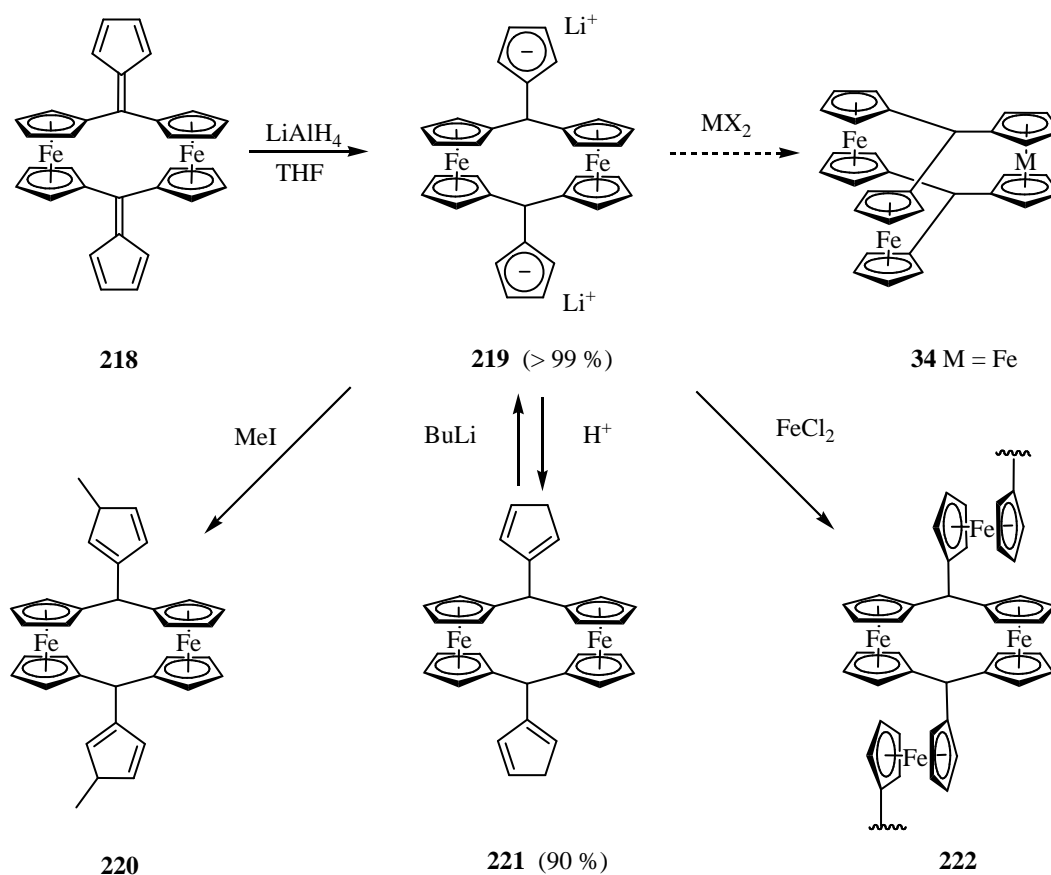 Li⁺
LiAlH₄
THF
MX₂
Fe
Fe
Fe
Fe
Fe
M
Fe
−
−
Li⁺
218
219 (> 99 %)
34 M = Fe
MeI
BuLi
H⁺
FeCl₂
Fe
Fe
Fe
Fe
Fe
Fe
Fe
Fe
220
221 (90 %)
222